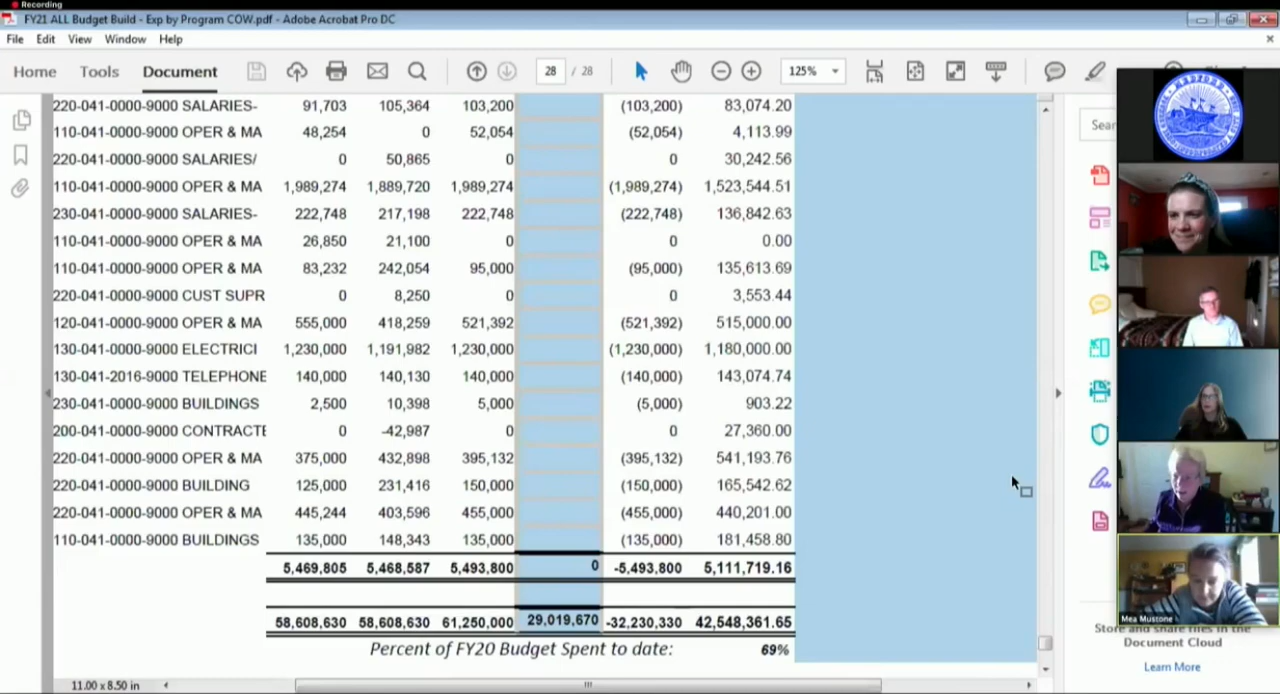 Recording
FY21 ALL Budget Build - Exp by Program COW.pdf - Adobe Acrobat Pro DC
File Edit View Window Help
Home Tools Document 28 / 28 125%
Sear
220-041-0000-9000 SALARIES- 91,703 105,364 103,200 (103,200) 83,074.20
110-041-0000-9000 OPER & MA 48,254 0 52,054 (52,054) 4,113.99
220-041-0000-9000 SALARIES/ 0 50,865 0 0 30,242.56
110-041-0000-9000 OPER & MA 1,989,274 1,889,720 1,989,274 (1,989,274) 1,523,544.51
230-041-0000-9000 SALARIES- 222,748 217,198 222,748 (222,748) 136,842.63
110-041-0000-9000 OPER & MA 26,850 21,100 0 0 0.00
110-041-0000-9000 OPER & MA 83,232 242,054 95,000 (95,000) 135,613.69
220-041-0000-9000 CUST SUPR 0 8,250 0 0 3,553.44
120-041-0000-9000 OPER & MA 555,000 418,259 521,392 (521,392) 515,000.00
130-041-0000-9000 ELECTRICI 1,230,000 1,191,982 1,230,000 (1,230,000) 1,180,000.00
130-041-2016-9000 TELEPHONE 140,000 140,130 140,000 (140,000) 143,074.74
230-041-0000-9000 BUILDINGS 2,500 10,398 5,000 (5,000) 903.22
200-041-0000-9000 CONTRACTE 0 -42,987 0 0 27,360.00
220-041-0000-9000 OPER & MA 375,000 432,898 395,132 (395,132) 541,193.76
220-041-0000-9000 BUILDING 125,000 231,416 150,000 (150,000) 165,542.62
220-041-0000-9000 OPER & MA 445,244 403,596 455,000 (455,000) 440,201.00
110-041-0000-9000 BUILDINGS 135,000 148,343 135,000 (135,000) 181,458.80
5,469,805 5,468,587 5,493,800 0 -5,493,800 5,111,719.16
58,608,630 58,608,630 61,250,000 29,019,670 -32,230,330 42,548,361.65
Percent of FY20 Budget Spent to date: 69%
11.00 x 8.50 in
Mea Mustone
Store and share files in the
Document Cloud
Learn More